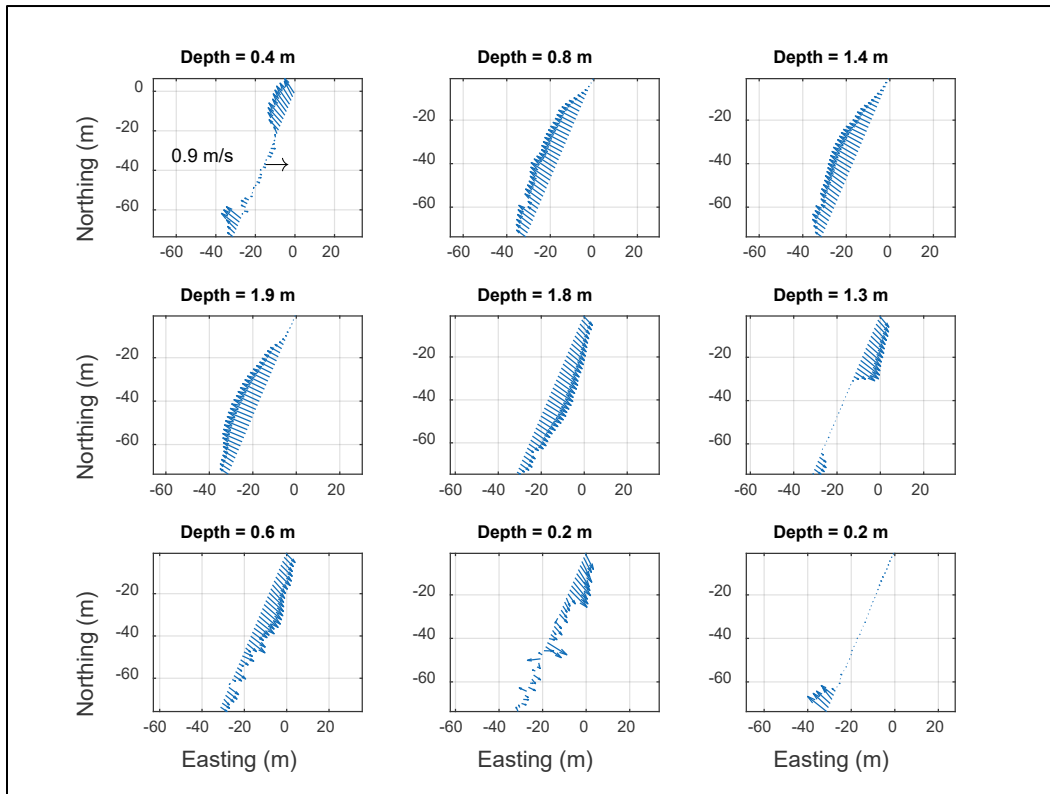 Depth = 0.4 m
Depth = 0.8 m
Depth = 1.4 m
Northing (m)
0
-20
-40
-60
0.9 m/s
-60 -40 -20 0 20
-20
-40
-60
-60 -40 -20 0 20
-20
-40
-60
-60 -40 -20 0 20
Depth = 1.9 m
Depth = 1.8 m
Depth = 1.3 m
Northing (m)
-20
-40
-60
-60 -40 -20 0 20
-20
-40
-60
-60 -40 -20 0 20
-20
-40
-60
-60 -40 -20 0 20
Depth = 0.6 m
Depth = 0.2 m
Depth = 0.2 m
Northing (m)
-20
-40
-60
-60 -40 -20 0 20
-20
-40
-60
-60 -40 -20 0 20
-20
-40
-60
-60 -40 -20 0 20
Easting (m)
Easting (m)
Easting (m)